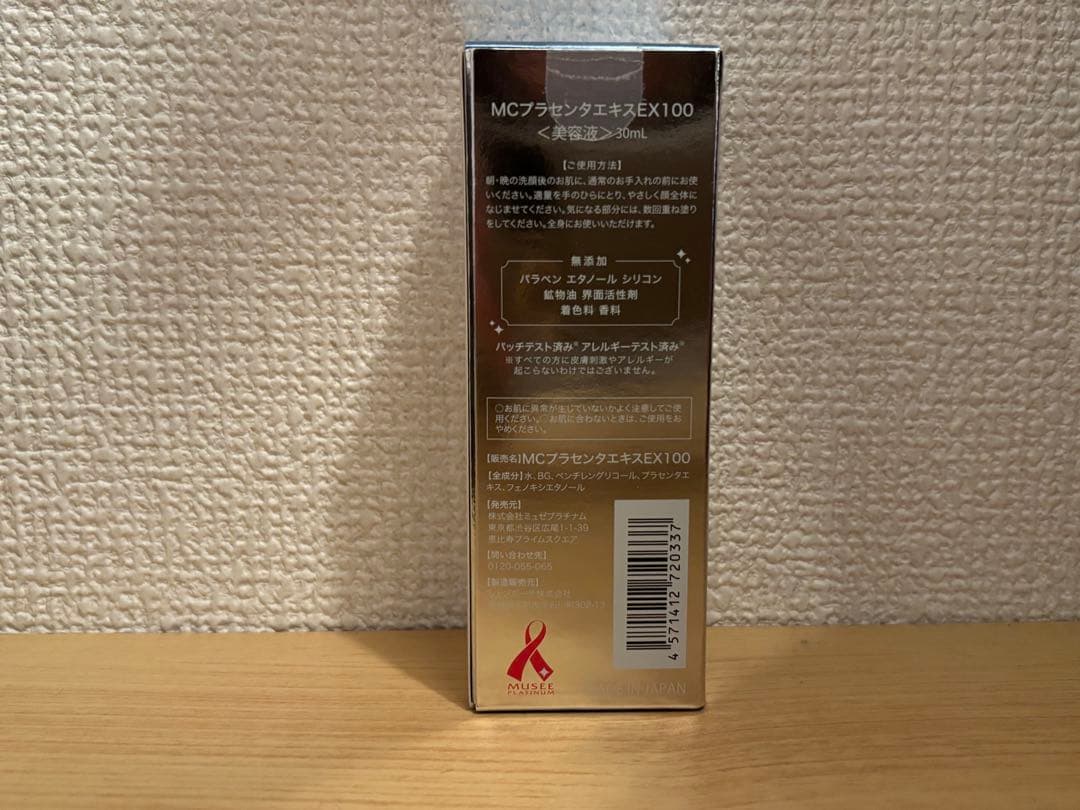 MCプラセンタエキスEX100
＜美容液＞30mL
【ご使用方法】
朝・晩の洗顔後のお肌に、通常のお手入れの前にお使
いください。適量を手のひらにとり、やさしく顔全体に
なじませてください。気になる部分には、数回重ね塗り
をしてください。全身にお使いいただけます。
無添加
パラベン エタノール シリコン
鉱物油 界面活性剤
着色料 香料
パッチテスト済み※ アレルギーテスト済み※
※すべての方に皮膚刺激やアレルギーが
起こらないわけではございません。
○お肌に異常が生じていないかよく注意してご使
用ください。○お肌に合わないときは、ご使用をお
やめください。
【販売名】MCプラセンタエキスEX100
【全成分】水、BG、ペンチレングリコール、プラセンタエ
キス、フェノキシエタノール
【発売元】
株式会社ミュゼプラチナム
東京都渋谷区広尾1-1-39
恵比寿プライムスクエア
【問い合わせ先】
0120-055-065
【製造販売元】
株式会社
302-13
4 571412 720337
MUSEE
PLATINUM
MADE IN JAPAN